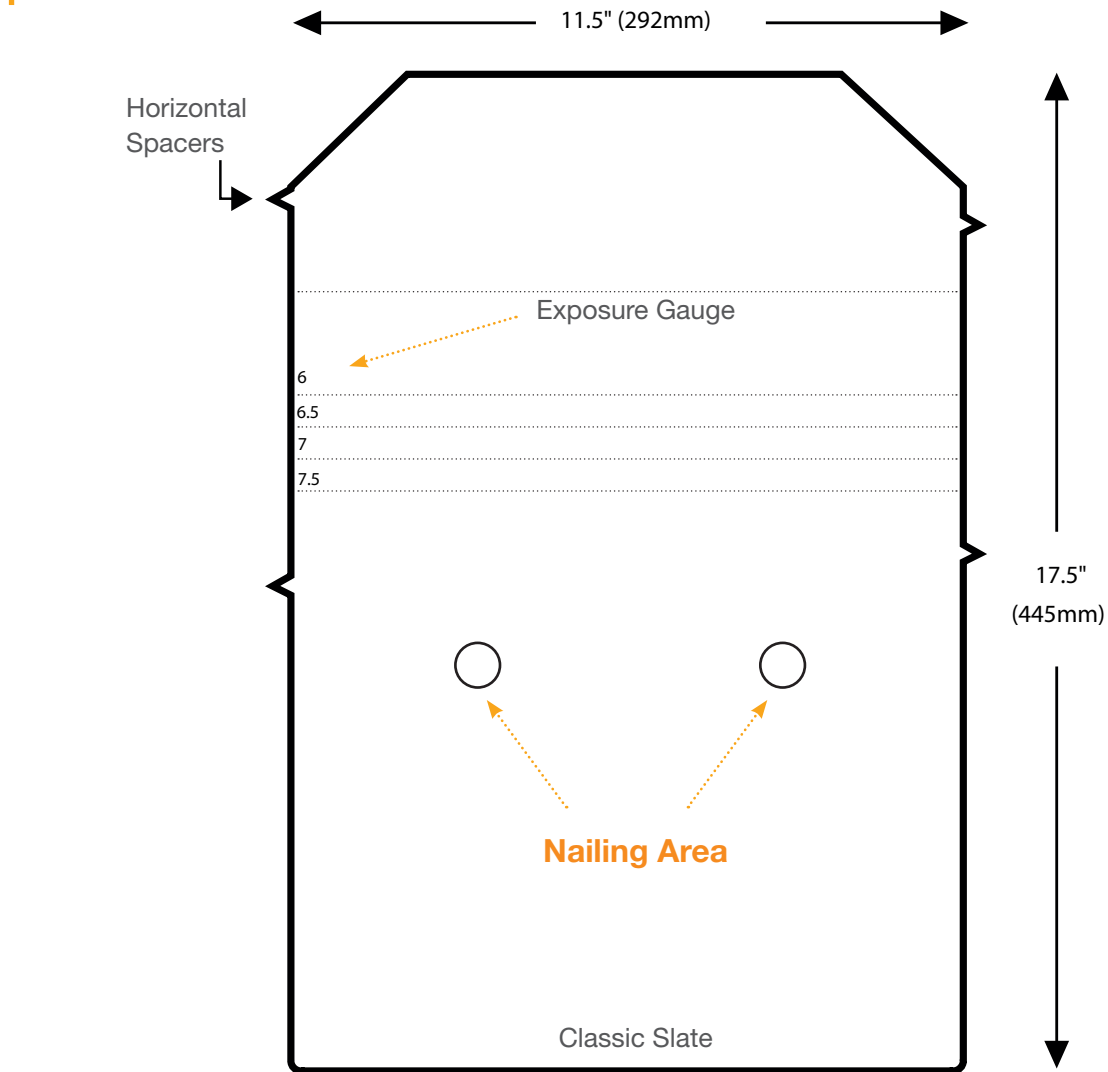 11.5" (292mm)
Horizontal
Spacers
Exposure Gauge
6
6.5
7
7.5
17.5"
(445mm)
Nailing Area
Classic Slate